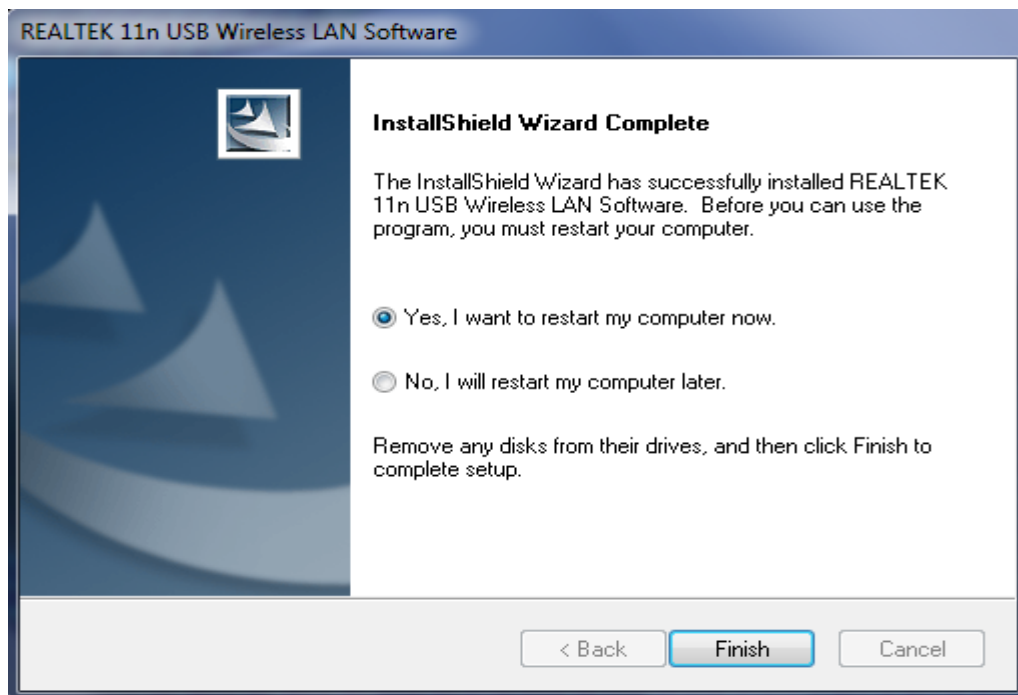 REALTEK 11n USB Wireless LAN Software
InstallShield Wizard Complete
The InstallShield Wizard has successfully installed REALTEK
11n USB Wireless LAN Software.  Before you can use the
program, you must restart your computer.
Yes, I want to restart my computer now.
No, I will restart my computer later.
Remove any disks from their drives, and then click Finish to
complete setup.
< Back
Finish
Cancel